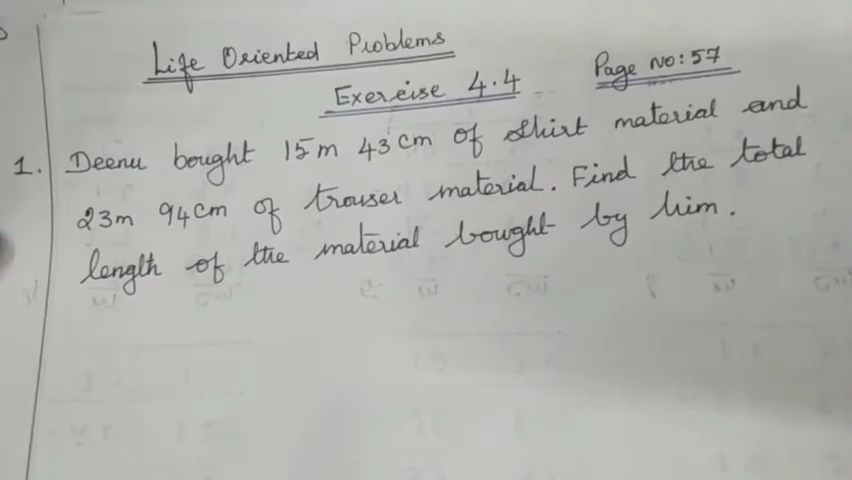 Life Oriented Problems
Exercise 4.4
Page No: 57
1. Deenu bought 15m 43cm of shirt material and
23m 94cm of trouser material. Find the total
length of the material bought by him.